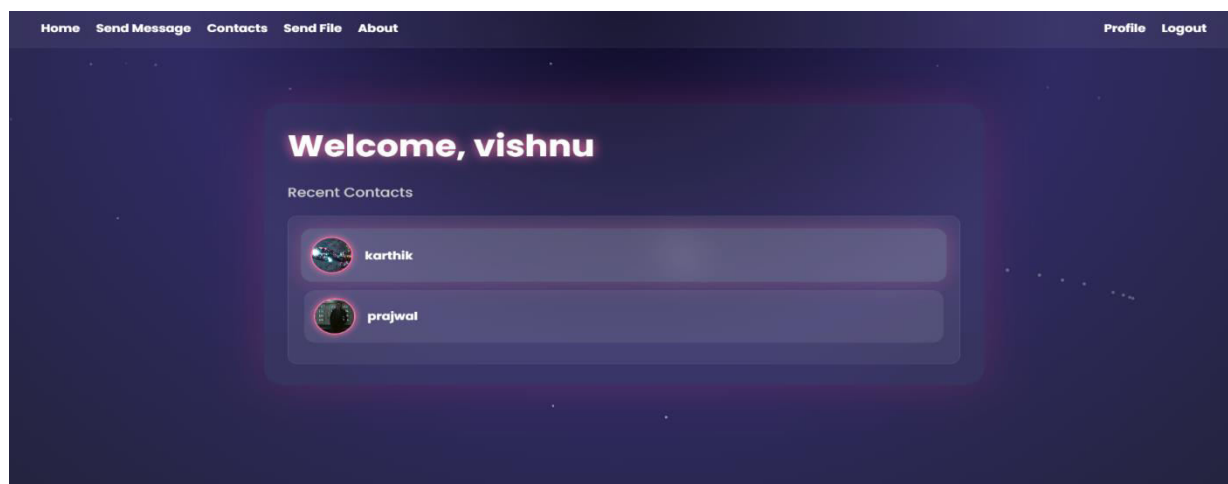 Home Send Message Contacts Send File About Profile Logout
Welcome, vishnu
Recent Contacts
karthik
prajwal